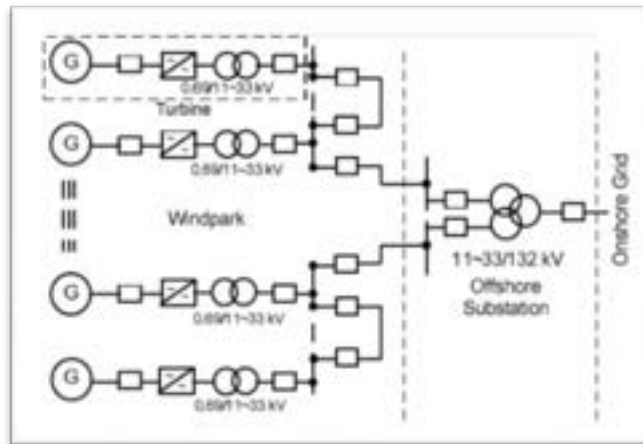 G
0.69/11~33 kV
Turbine
G
0.69/11~33 kV
Windpark
G
0.69/11~33 kV
G
0.69/11~33 kV
11~33/132 kV
Offshore
Substation
Onshore Grid